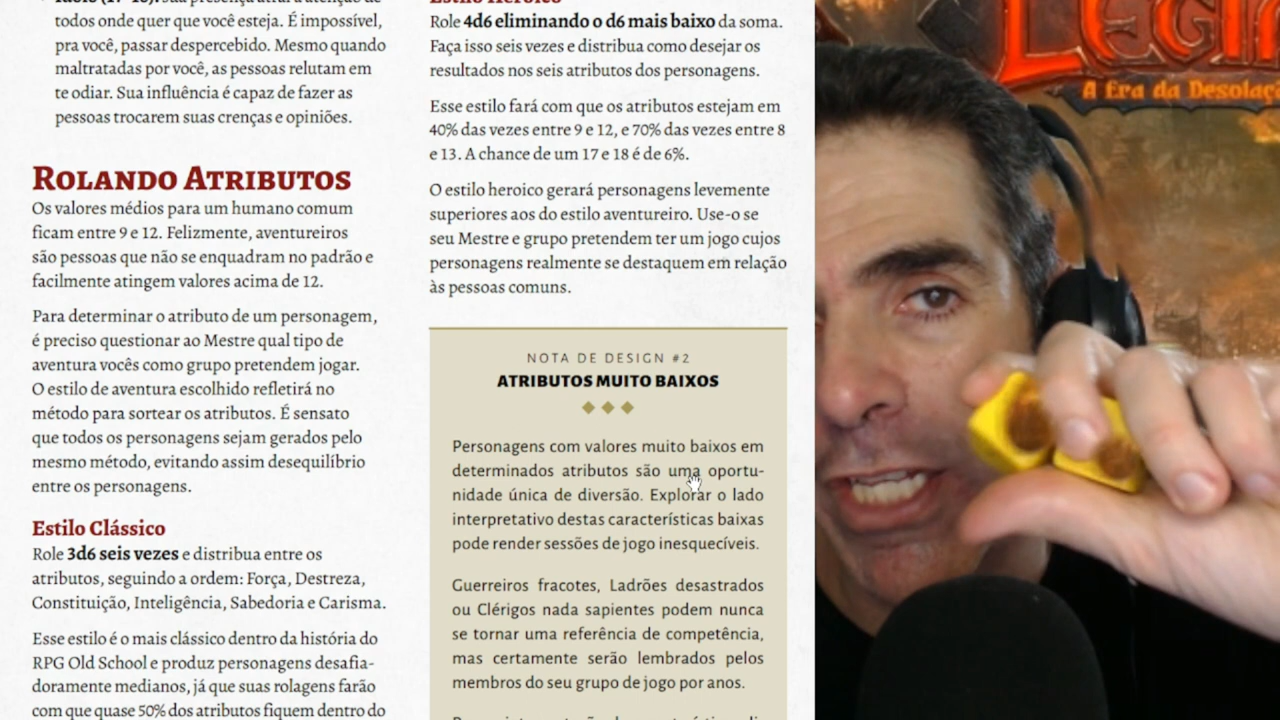 todos onde quer que você esteja. É impossível,
pra você, passar despercebido. Mesmo quando
maltratadas por você, as pessoas relutam em
te odiar. Sua influência é capaz de fazer as
pessoas trocarem suas crenças e opiniões.
ROLANDO ATRIBUTOS
Os valores médios para um humano comum
ficam entre 9 e 12. Felizmente, aventureiros
são pessoas que não se enquadram no padrão e
facilmente atingem valores acima de 12.
Para determinar o atributo de um personagem,
é preciso questionar ao Mestre qual tipo de
aventura vocês como grupo pretendem jogar.
O estilo de aventura escolhido refletirá no
método para sortear os atributos. É sensato
que todos os personagens sejam gerados pelo
mesmo método, evitando assim desequilíbrio
entre os personagens.
Estilo Clássico
Role 3d6 seis vezes e distribua entre os
atributos, seguindo a ordem: Força, Destreza,
Constituição, Inteligência, Sabedoria e Carisma.
Esse estilo é o mais clássico dentro da história do
RPG Old School e produz personagens desafia-
doramente medianos, já que suas rolagens farão
com que quase 50% dos atributos fiquem dentro do
Estilo Heroico
Role 4d6 eliminando o d6 mais baixo da soma.
Faça isso seis vezes e distribua como desejar os
resultados nos seis atributos dos personagens.
Esse estilo fará com que os atributos estejam em
40% das vezes entre 9 e 12, e 70% das vezes entre 8
e 13. A chance de um 17 e 18 é de 6%.
O estilo heroico gerará personagens levemente
superiores aos do estilo aventureiro. Use-o se
seu Mestre e grupo pretendem ter um jogo cujos
personagens realmente se destaquem em relação
às pessoas comuns.
NOTA DE DESIGN #2
ATRIBUTOS MUITO BAIXOS
Personagens com valores muito baixos em
determinados atributos são uma oportu-
nidade única de diversão. Explorar o lado
interpretativo destas características baixas
pode render sessões de jogo inesquecíveis.
Guerreiros fracotes, Ladrões desastrados
ou Clérigos nada sapientes podem nunca
se tornar uma referência de competência,
mas certamente serão lembrados pelos
membros do seu grupo de jogo por anos.
A Era da Desolaç